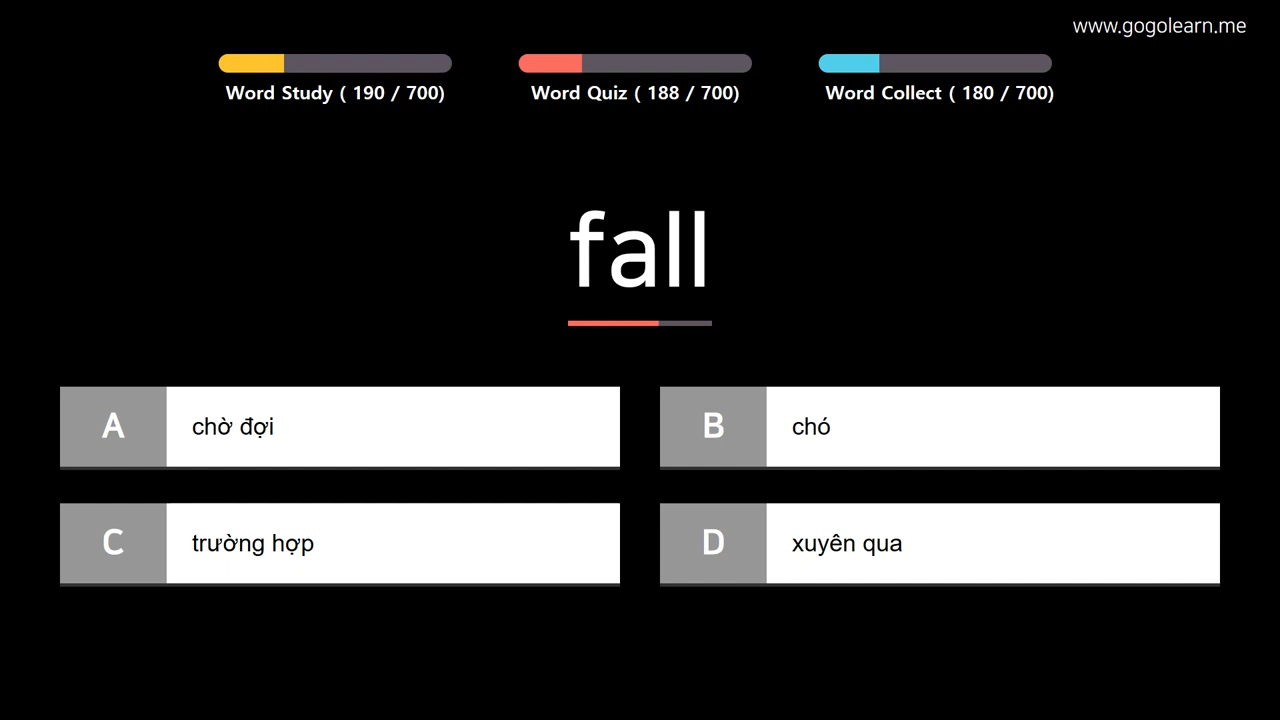 www.gogolearn.me
Word Study ( 190 / 700)
Word Quiz ( 188 / 700)
Word Collect ( 180 / 700)
fall
A
chờ đợi
B
chó
C
trường hợp
D
xuyên qua